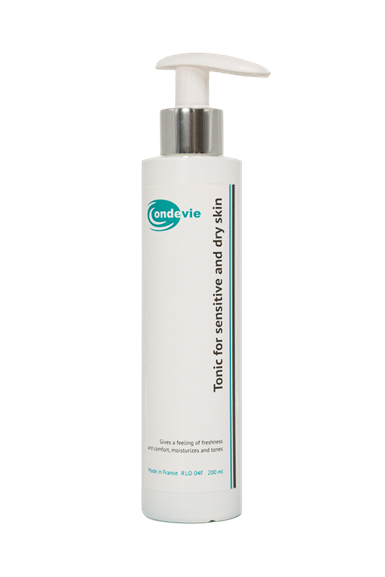 ondevie
Tonic for sensitive and dry skin
Gives a feeling of freshness
and comfort, moisturizes and tones
Made in France RLO 04F 200 ml